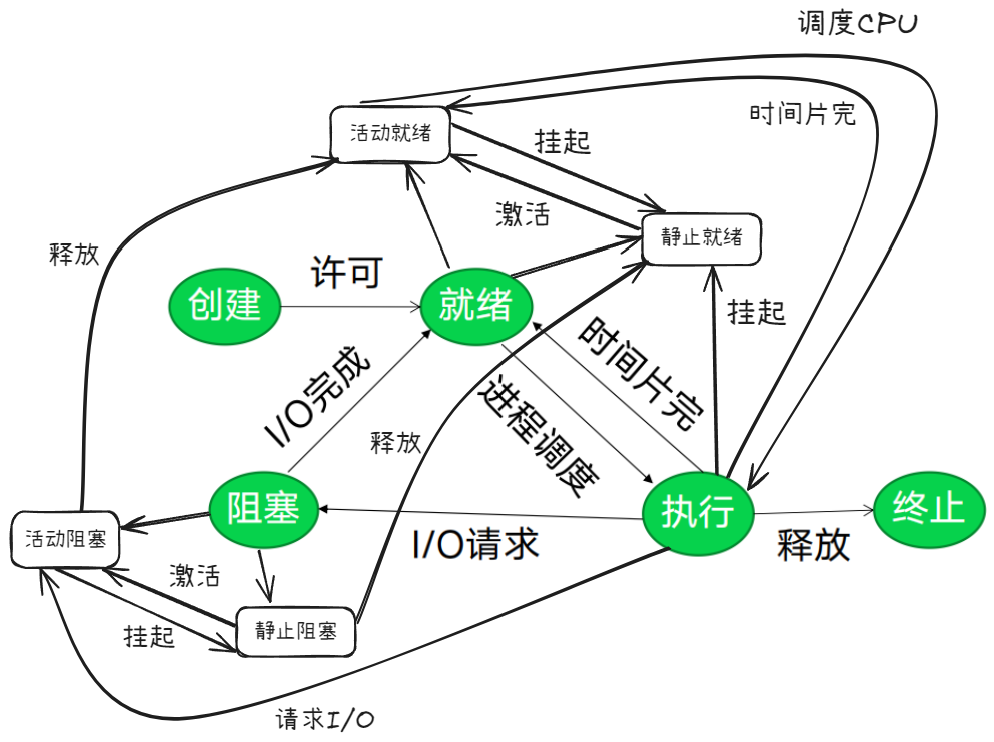 调度CPU
时间片完
活动就绪
挂起
激活
静止就绪
释放
许可
创建
就绪
挂起
时间片完
I/O完成
进程调度
释放
阻塞
执行
终止
活动阻塞
I/O请求
释放
激活
挂起
静止阻塞
请求I/O